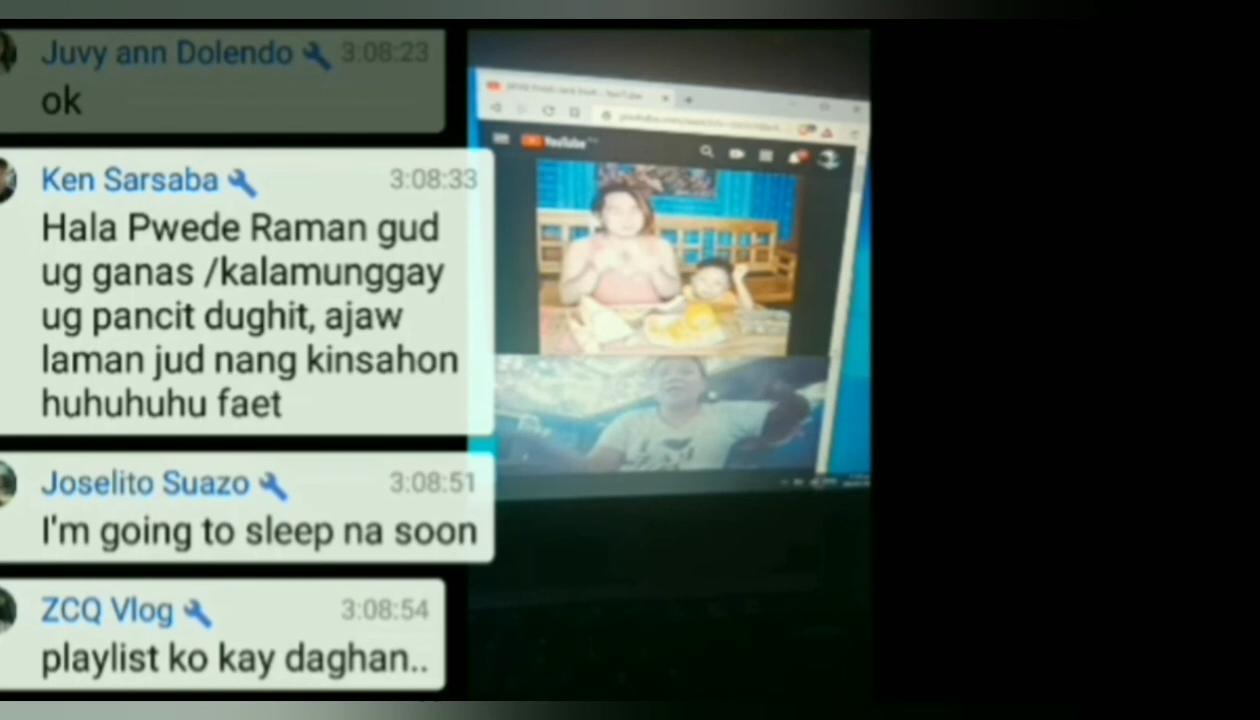 Juvy ann Dolendo 3:08:23
ok
Ken Sarsaba 3:08:33
Hala Pwede Raman gud
ug ganas /kalamunggay
ug pancit dughit, ajaw
laman jud nang kinsahon
huhuhuhu faet
Joselito Suazo 3:08:51
I'm going to sleep na soon
ZCQ Vlog 3:08:54
playlist ko kay daghan..
YouTube